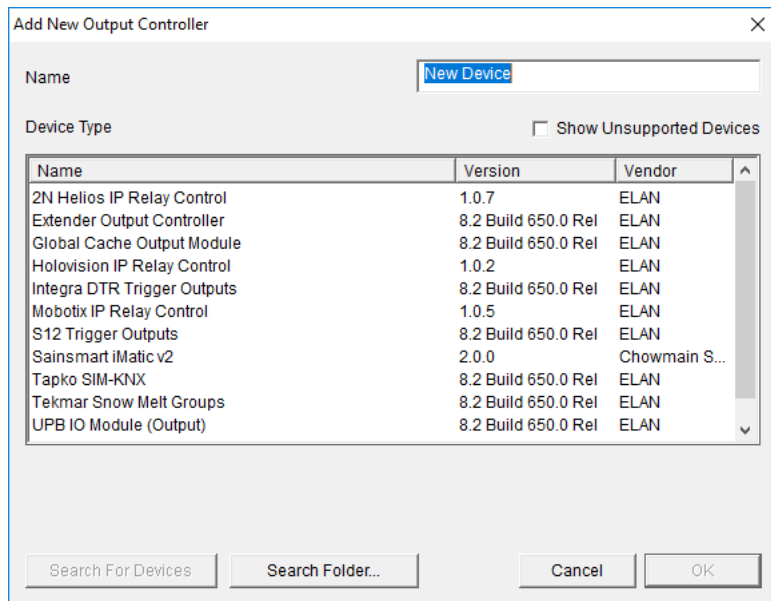 Add New Output Controller
Name New Device
Device Type Show Unsupported Devices
Name Version Vendor
2N Helios IP Relay Control 1.0.7 ELAN
Extender Output Controller 8.2 Build 650.0 Rel ELAN
Global Cache Output Module 8.2 Build 650.0 Rel ELAN
Holovision IP Relay Control 1.0.2 ELAN
Integra DTR Trigger Outputs 8.2 Build 650.0 Rel ELAN
Mobotix IP Relay Control 1.0.5 ELAN
S12 Trigger Outputs 8.2 Build 650.0 Rel ELAN
Sainsmart iMatic v2 2.0.0 Chowmain S...
Tapko SIM-KNX 8.2 Build 650.0 Rel ELAN
Tekmar Snow Melt Groups 8.2 Build 650.0 Rel ELAN
UPB IO Module (Output) 8.2 Build 650.0 Rel ELAN
Search For Devices Search Folder... Cancel OK